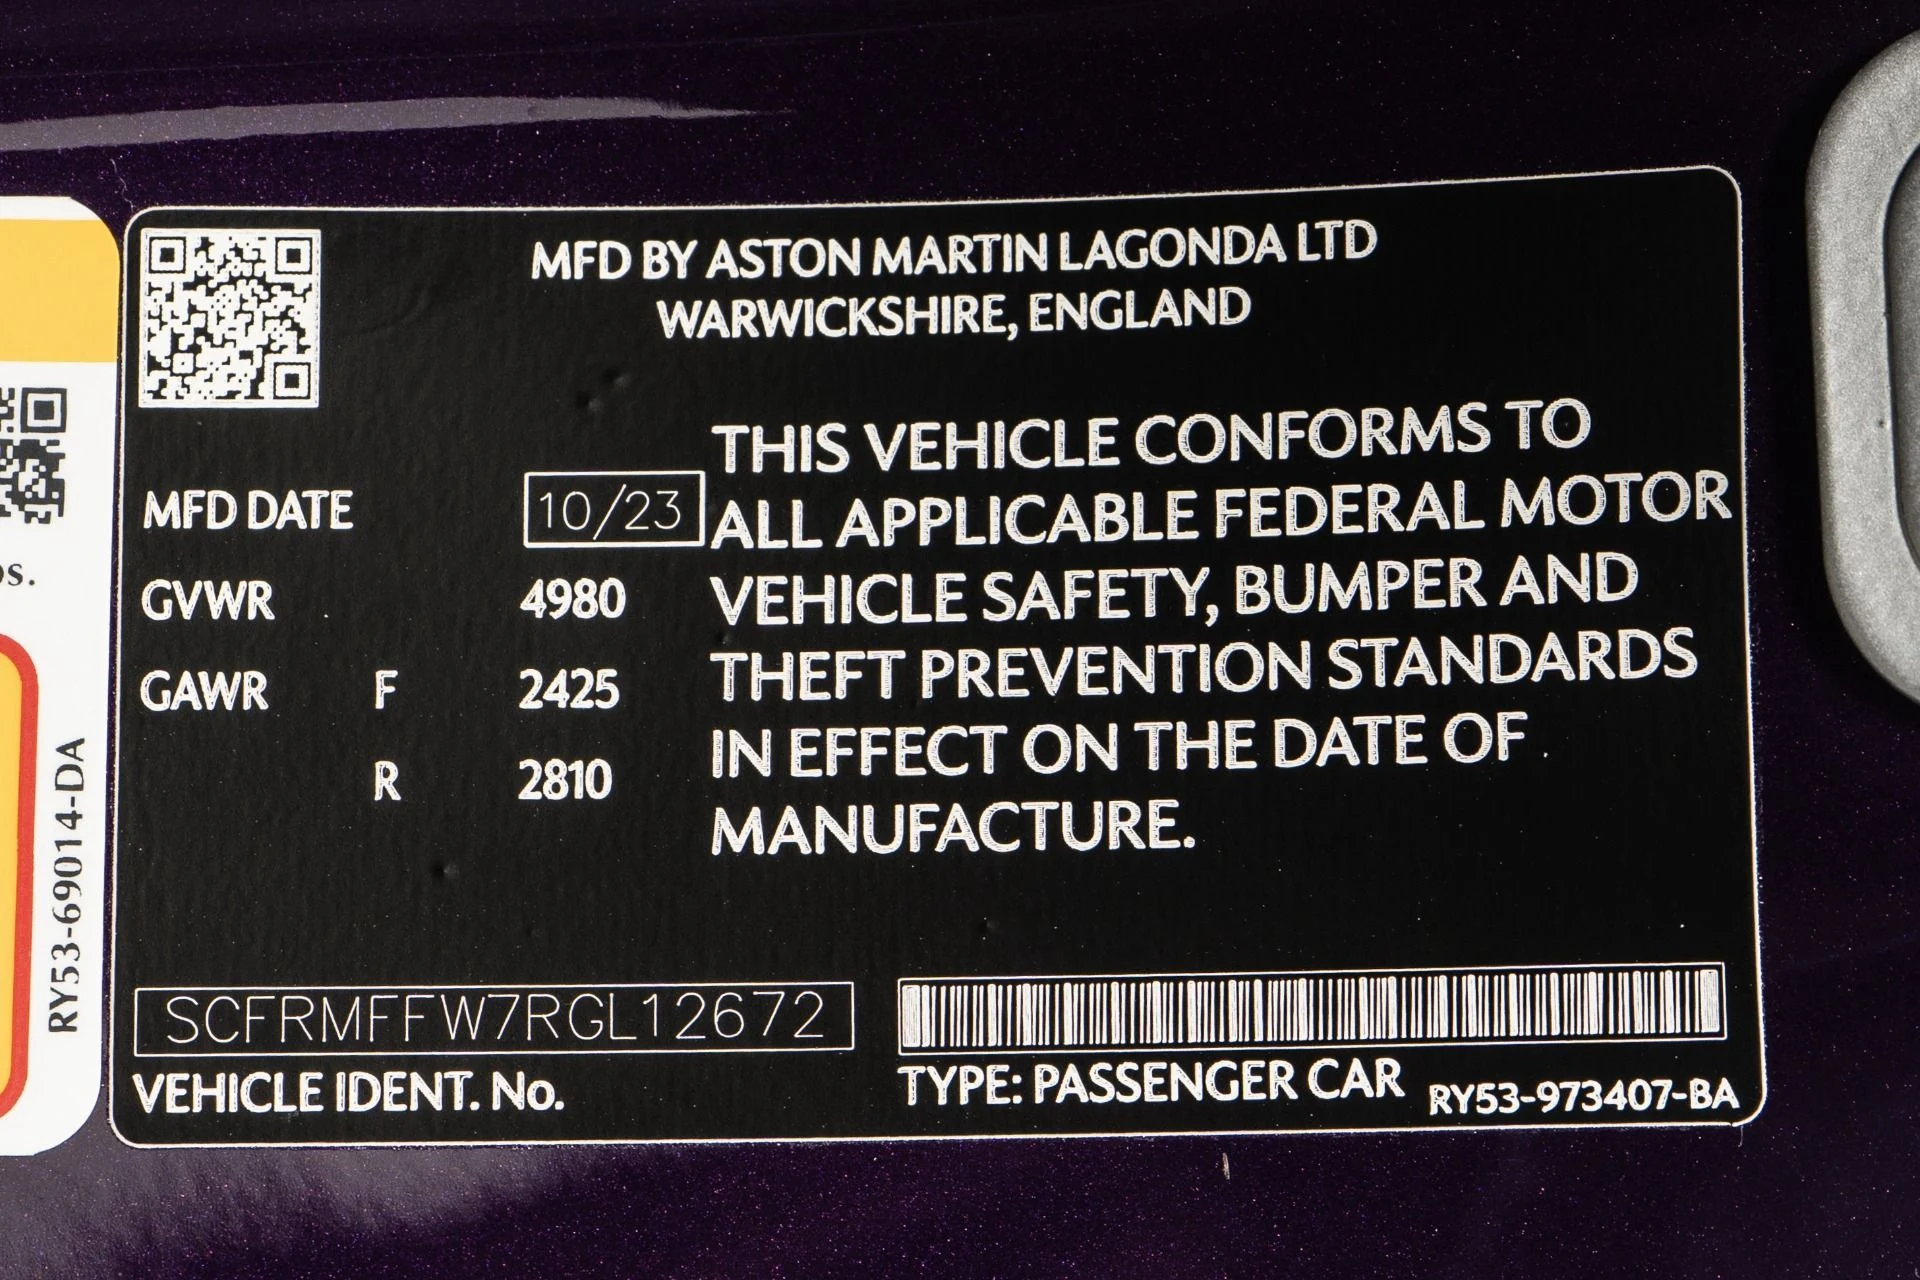 MFD BY ASTON MARTIN LAGONDA LTD
WARWICKSHIRE, ENGLAND
THIS VEHICLE CONFORMS TO
ALL APPLICABLE FEDERAL MOTOR
VEHICLE SAFETY, BUMPER AND
THEFT PREVENTION STANDARDS
IN EFFECT ON THE DATE OF
MANUFACTURE.
MFD DATE 10/23
GVWR 4980
GAWR F 2425
R 2810
SCFRMFFW7RGL12672
VEHICLE IDENT. No.
TYPE: PASSENGER CAR
RY53-973407-BA
RY53-69014-DA